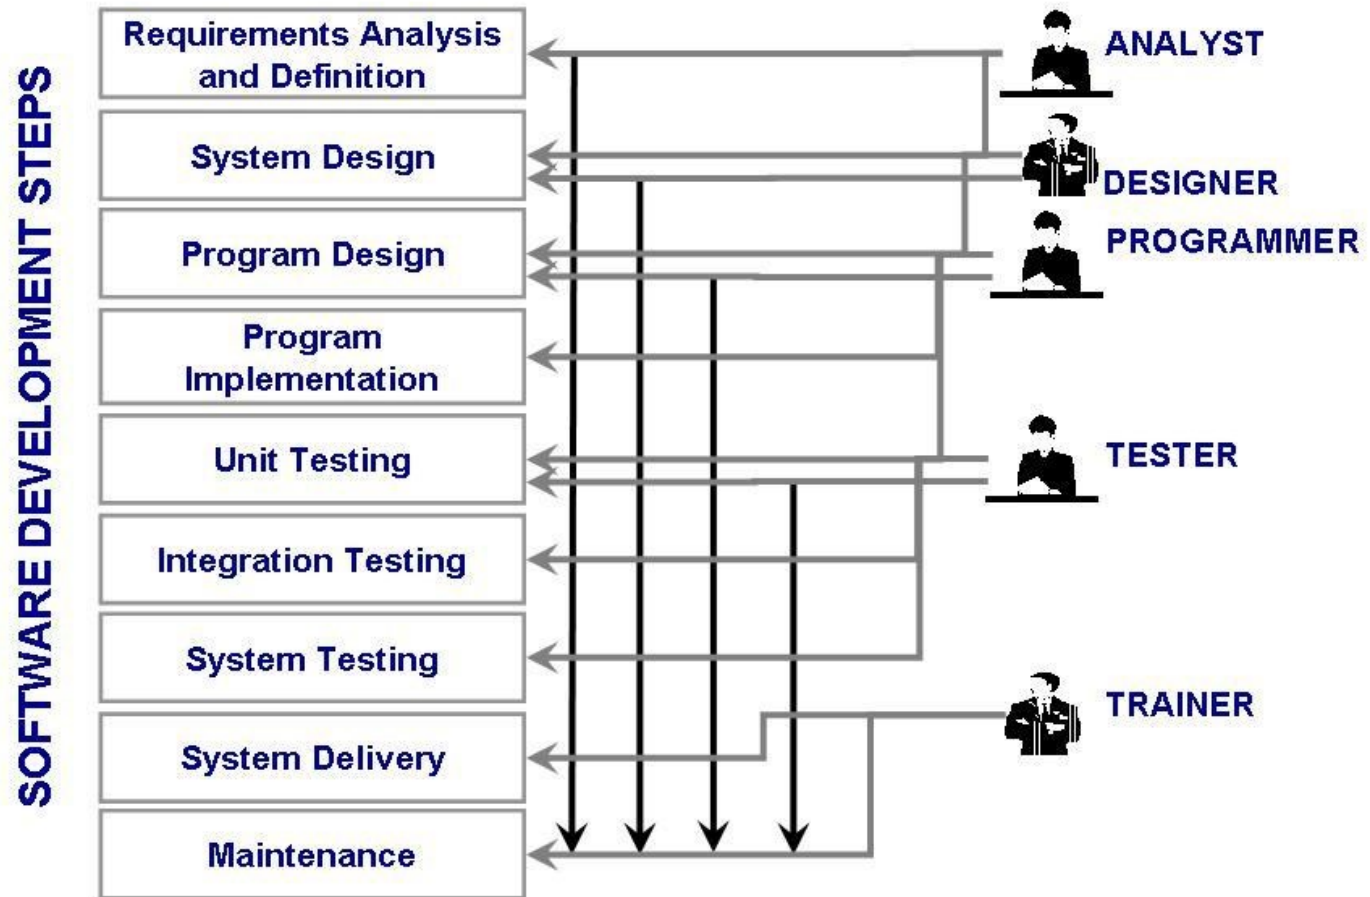 SOFTWARE DEVELOPMENT STEPS
Requirements Analysis
and Definition
System Design
Program Design
Program
Implementation
Unit Testing
Integration Testing
System Testing
System Delivery
Maintenance
ANALYST
DESIGNER
PROGRAMMER
TESTER
TRAINER